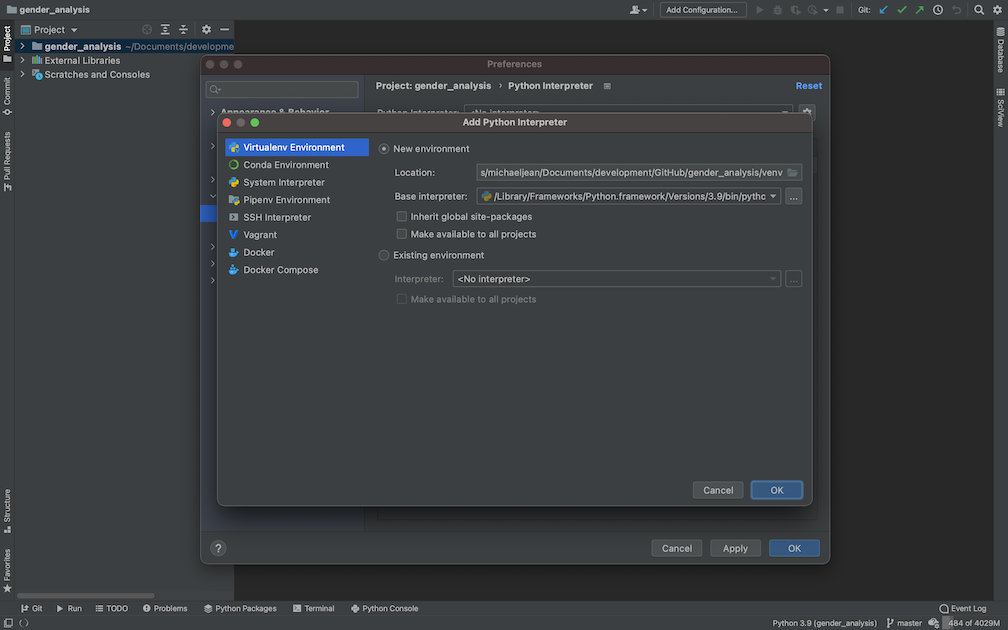 gender_analysis
Add Configuration...
Git:
Project
gender_analysis ~/Documents/developme
External Libraries
Scratches and Consoles
Project
Commit
Pull Requests
Structure
Favorites
Database
SciView
Preferences
Project: gender_analysis › Python Interpreter
Reset
Appearance & Behavior
Python Interpreter: <No interpreter>
Add Python Interpreter
Virtualenv Environment
Conda Environment
System Interpreter
Pipenv Environment
SSH Interpreter
Vagrant
Docker
Docker Compose
New environment
Location: s/michaeljean/Documents/development/GitHub/gender_analysis/venv
Base interpreter: /Library/Frameworks/Python.framework/Versions/3.9/bin/pytho
...
Inherit global site-packages
Make available to all projects
Existing environment
Interpreter: <No interpreter>
...
Make available to all projects
Cancel
OK
?
Cancel
Apply
OK
Git
Run
TODO
Problems
Python Packages
Terminal
Python Console
Event Log
Python 3.9 (gender_analysis)
master
484 of 4029M